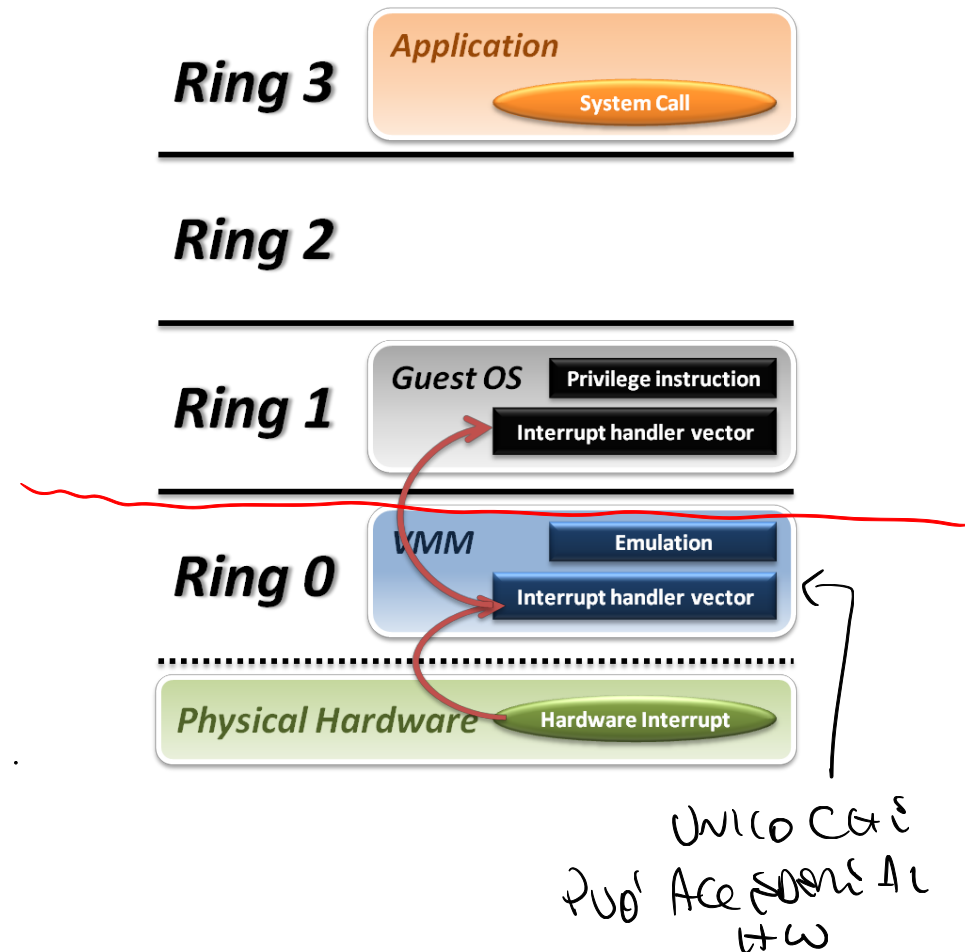 Ring 3
Application
System Call
Ring 2
Ring 1
Guest OS
Privilege instruction
Interrupt handler vector
Ring 0
VMM
Emulation
Interrupt handler vector
Physical Hardware
Hardware Interrupt
UNICO CHE
PUO' ACCEDERE AL
HW